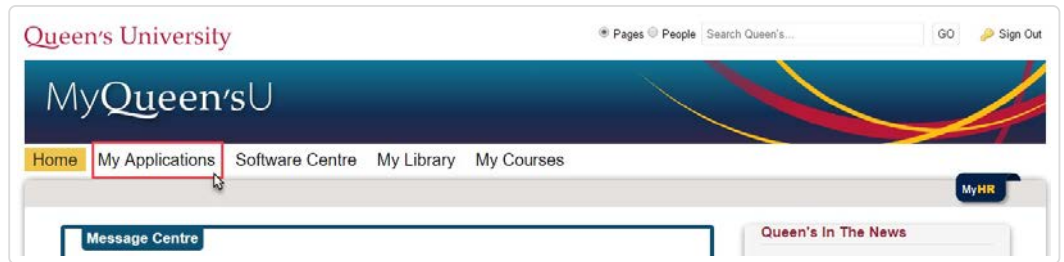 Queen's University
Pages People Search Queen's... GO Sign Out
MyQueen'sU
Home My Applications Software Centre My Library My Courses
MyHR
Message Centre
Queen's In The News